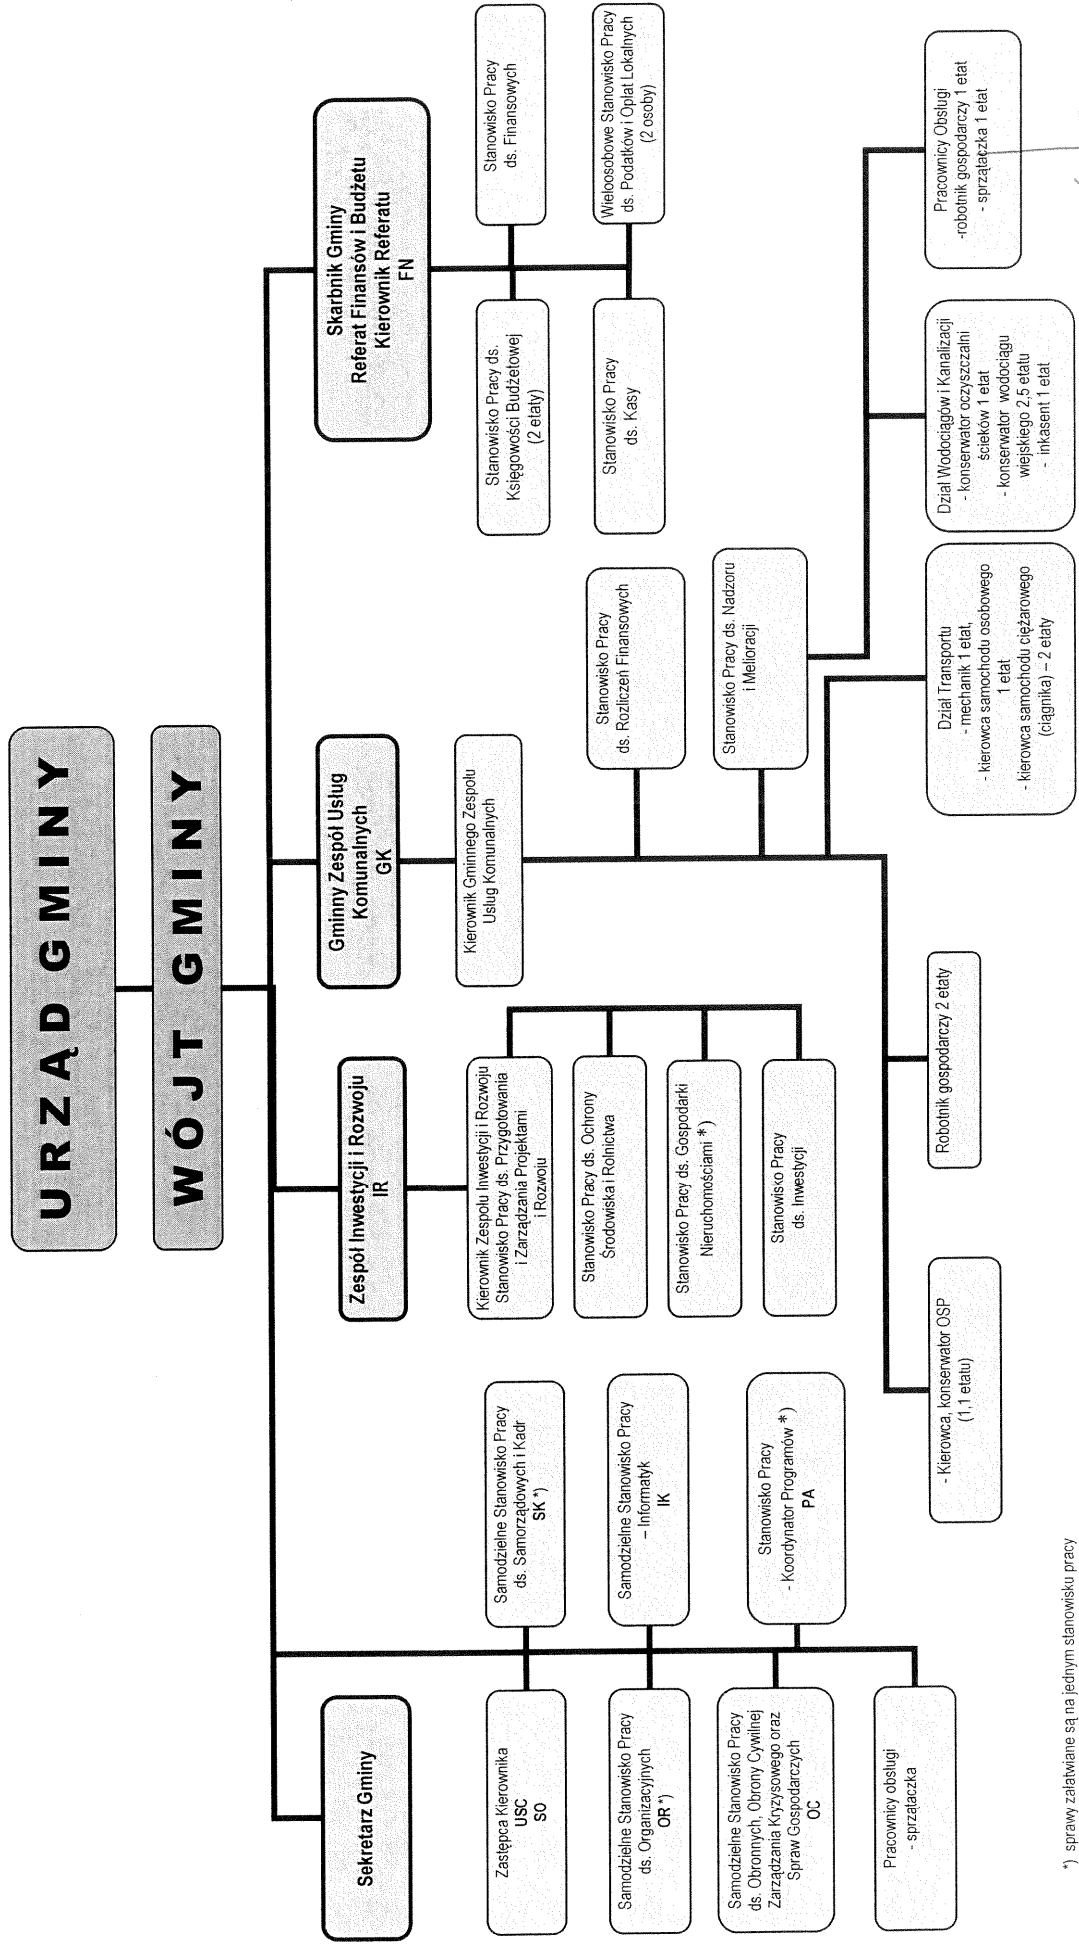 URZĄD GMINY
WÓJT GMINY
Sekretarz Gminy
Zespół Inwestycji i Rozwoju
IR
Gminny Zespół Usług
Komunalnych
GK
Skarbnik Gminy
Referat Finansów i Budżetu
Kierownik Referatu
FN
Zastępca Kierownika
USC
SO
Samodzielne Stanowisko Pracy
ds. Samorządowych i Kadr
SK *)
Samodzielne Stanowisko Pracy
ds. Organizacyjnych
OR *)
Samodzielne Stanowisko Pracy
– Informatyk
IK
Samodzielne Stanowisko Pracy
ds. Obronnych, Obrony Cywilnej
Zarządzania Kryzysowego oraz
Spraw Gospodarczych
OC
Stanowisko Pracy
- Koordynator Programów *)
PA
Pracownicy obsługi
- sprzątaczka
Kierownik Zespołu Inwestycji i Rozwoju
Stanowisko Pracy ds. Przygotowania
i Zarządzania Projektami
i Rozwoju
Stanowisko Pracy ds. Ochrony
Środowiska i Rolnictwa
Stanowisko Pracy ds. Gospodarki
Nieruchomościami *)
Stanowisko Pracy
ds. Inwestycji
Kierownik Gminnego Zespołu
Usług Komunalnych
Stanowisko Pracy
ds. Rozliczeń Finansowych
Stanowisko Pracy ds. Nadzoru
i Melioracji
Stanowisko Pracy ds.
Księgowości Budżetowej
(2 etaty)
Stanowisko Pracy
ds. Finansowych
Stanowisko Pracy
ds. Kasy
Wieloosobowe Stanowisko Pracy
ds. Podatków i Opłat Lokalnych
(2 osoby)
- Kierowca, konserwator OSP
(1,1 etatu)
Robotnik gospodarczy 2 etaty
Dział Transportu
- mechanik 1 etat,
- kierowca samochodu osobowego
1 etat
- kierowca samochodu ciężarowego
(ciągnika) – 2 etaty
Dział Wodociągów i Kanalizacji
- konserwator oczyszczalni
ścieków 1 etat
- konserwator wodociągu
wiejskiego 2,5 etatu
- inkasent 1 etat
Pracownicy Obsługi
-robotnik gospodarczy 1 etat
- sprzątaczka 1 etat
*) sprawy załatwiane są na jednym stanowisku pracy